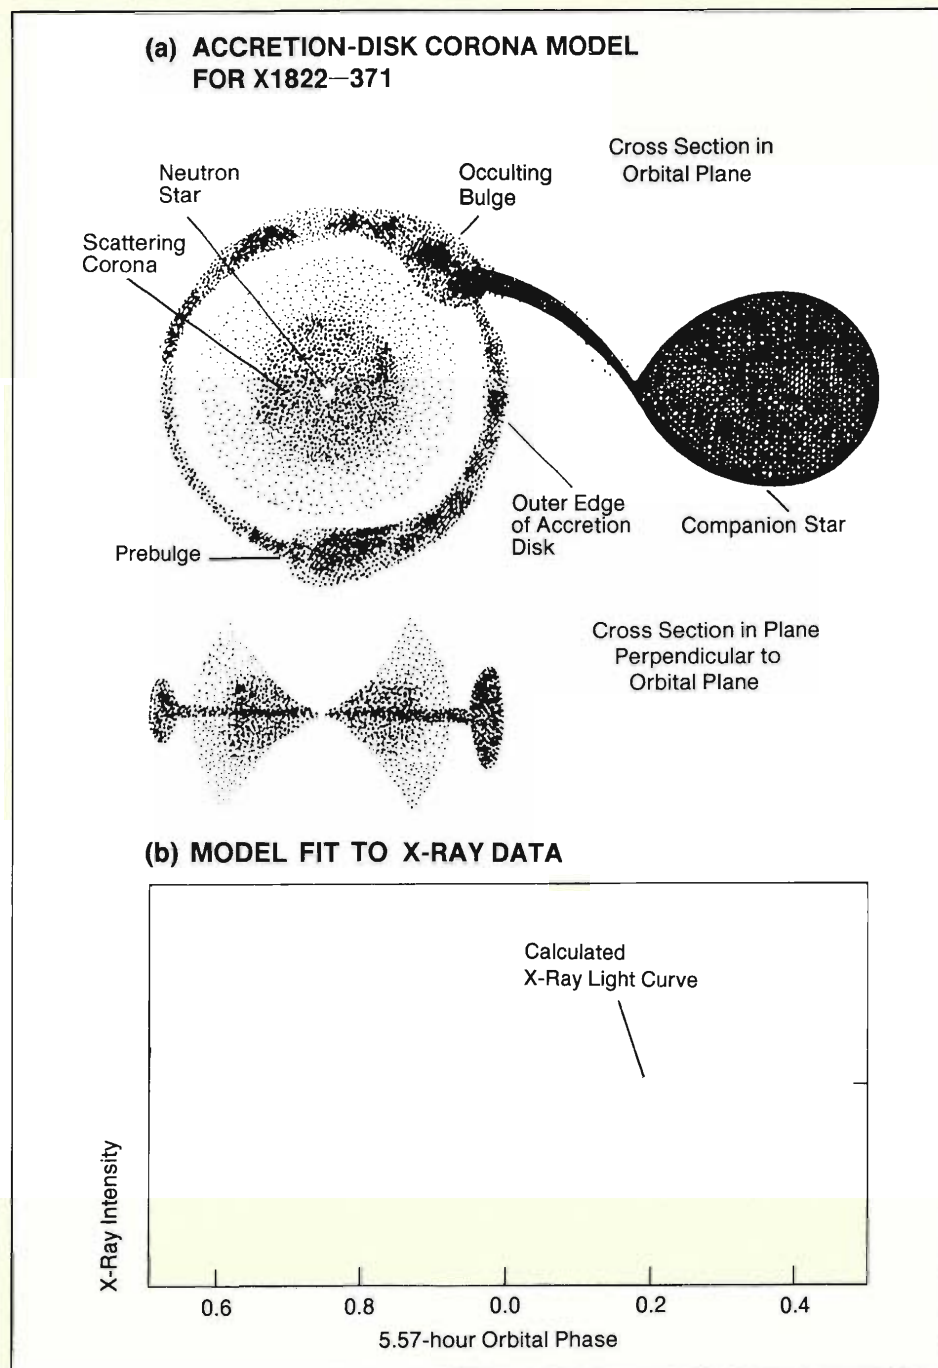 (a) ACCRETION-DISK CORONA MODEL
FOR X1822—371
Cross Section in
Orbital Plane
Neutron
Star
Occulting
Bulge
Scattering
Corona
Outer Edge
of Accretion
Disk
Companion Star
Prebulge
Cross Section in Plane
Perpendicular to
Orbital Plane
(b) MODEL FIT TO X-RAY DATA
Calculated
X-Ray Light Curve
X-Ray Intensity
0.6 0.8 0.0 0.2 0.4
5.57-hour Orbital Phase